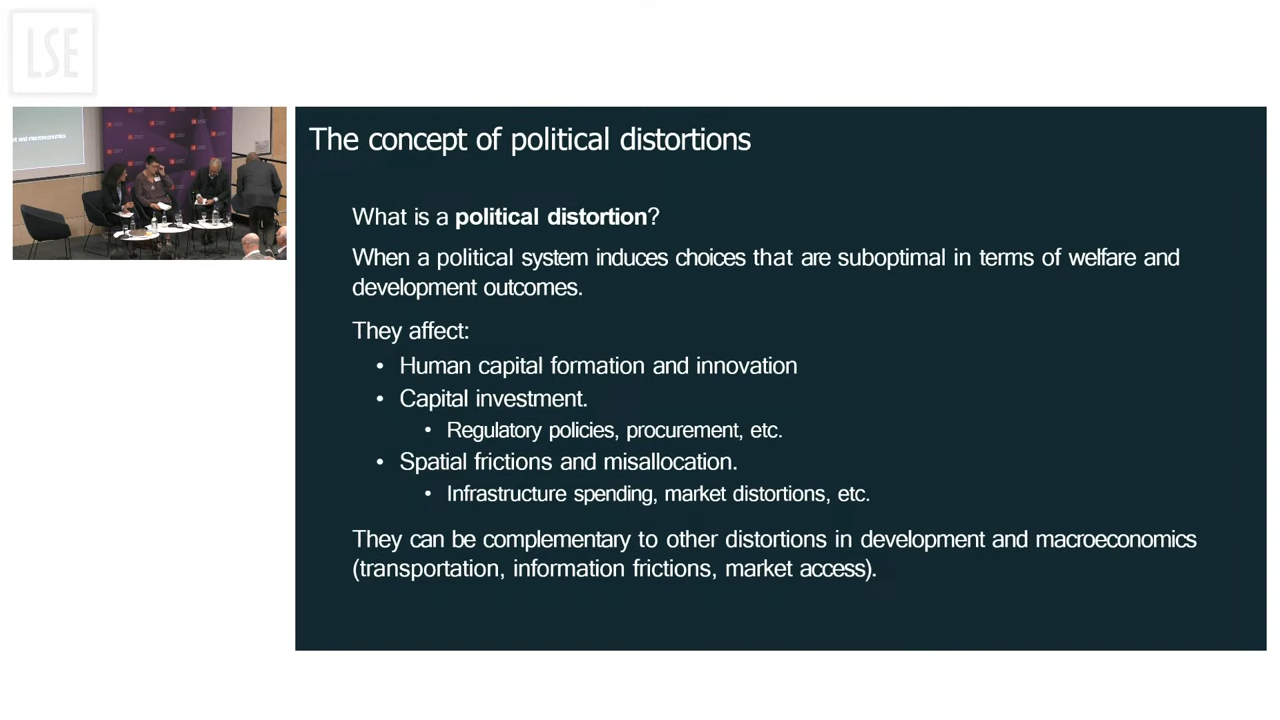 LSE
The concept of political distortions
What is a political distortion?
When a political system induces choices that are suboptimal in terms of welfare and
development outcomes.
They affect:
• Human capital formation and innovation
• Capital investment.
• Regulatory policies, procurement, etc.
• Spatial frictions and misallocation.
• Infrastructure spending, market distortions, etc.
They can be complementary to other distortions in development and macroeconomics
(transportation, information frictions, market access).